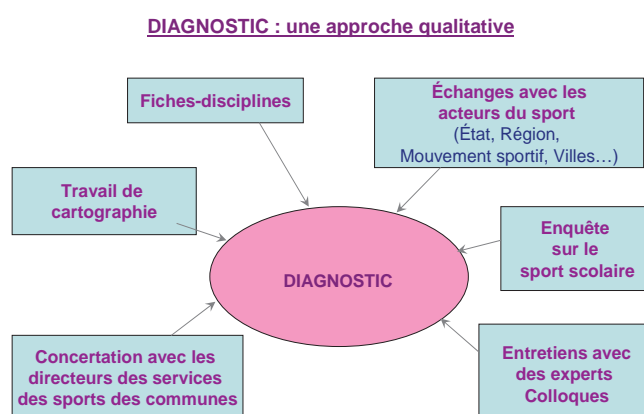 DIAGNOSTIC : une approche qualitative
Fiches-disciplines
Échanges avec les
acteurs du sport
(État, Région,
Mouvement sportif, Villes…)
Travail de
cartographie
Enquête
sur le
sport scolaire
DIAGNOSTIC
Concertation avec les
directeurs des services
des sports des communes
Entretiens avec
des experts
Colloques